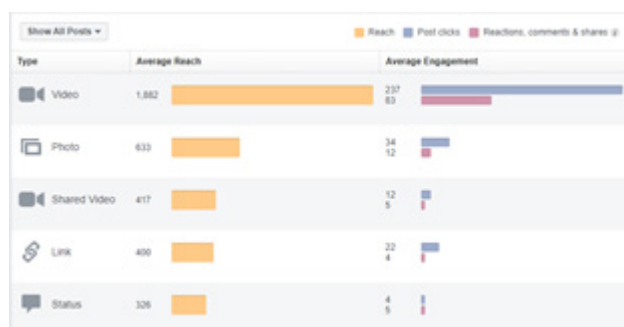 Show All Posts
Reach Post clicks Reactions, comments & shares i
Type Average Reach Average Engagement
Video 1,882 237
83
Photo 633 34
12
Shared Video 417 12
5
Link 400 22
4
Status 326 4
5